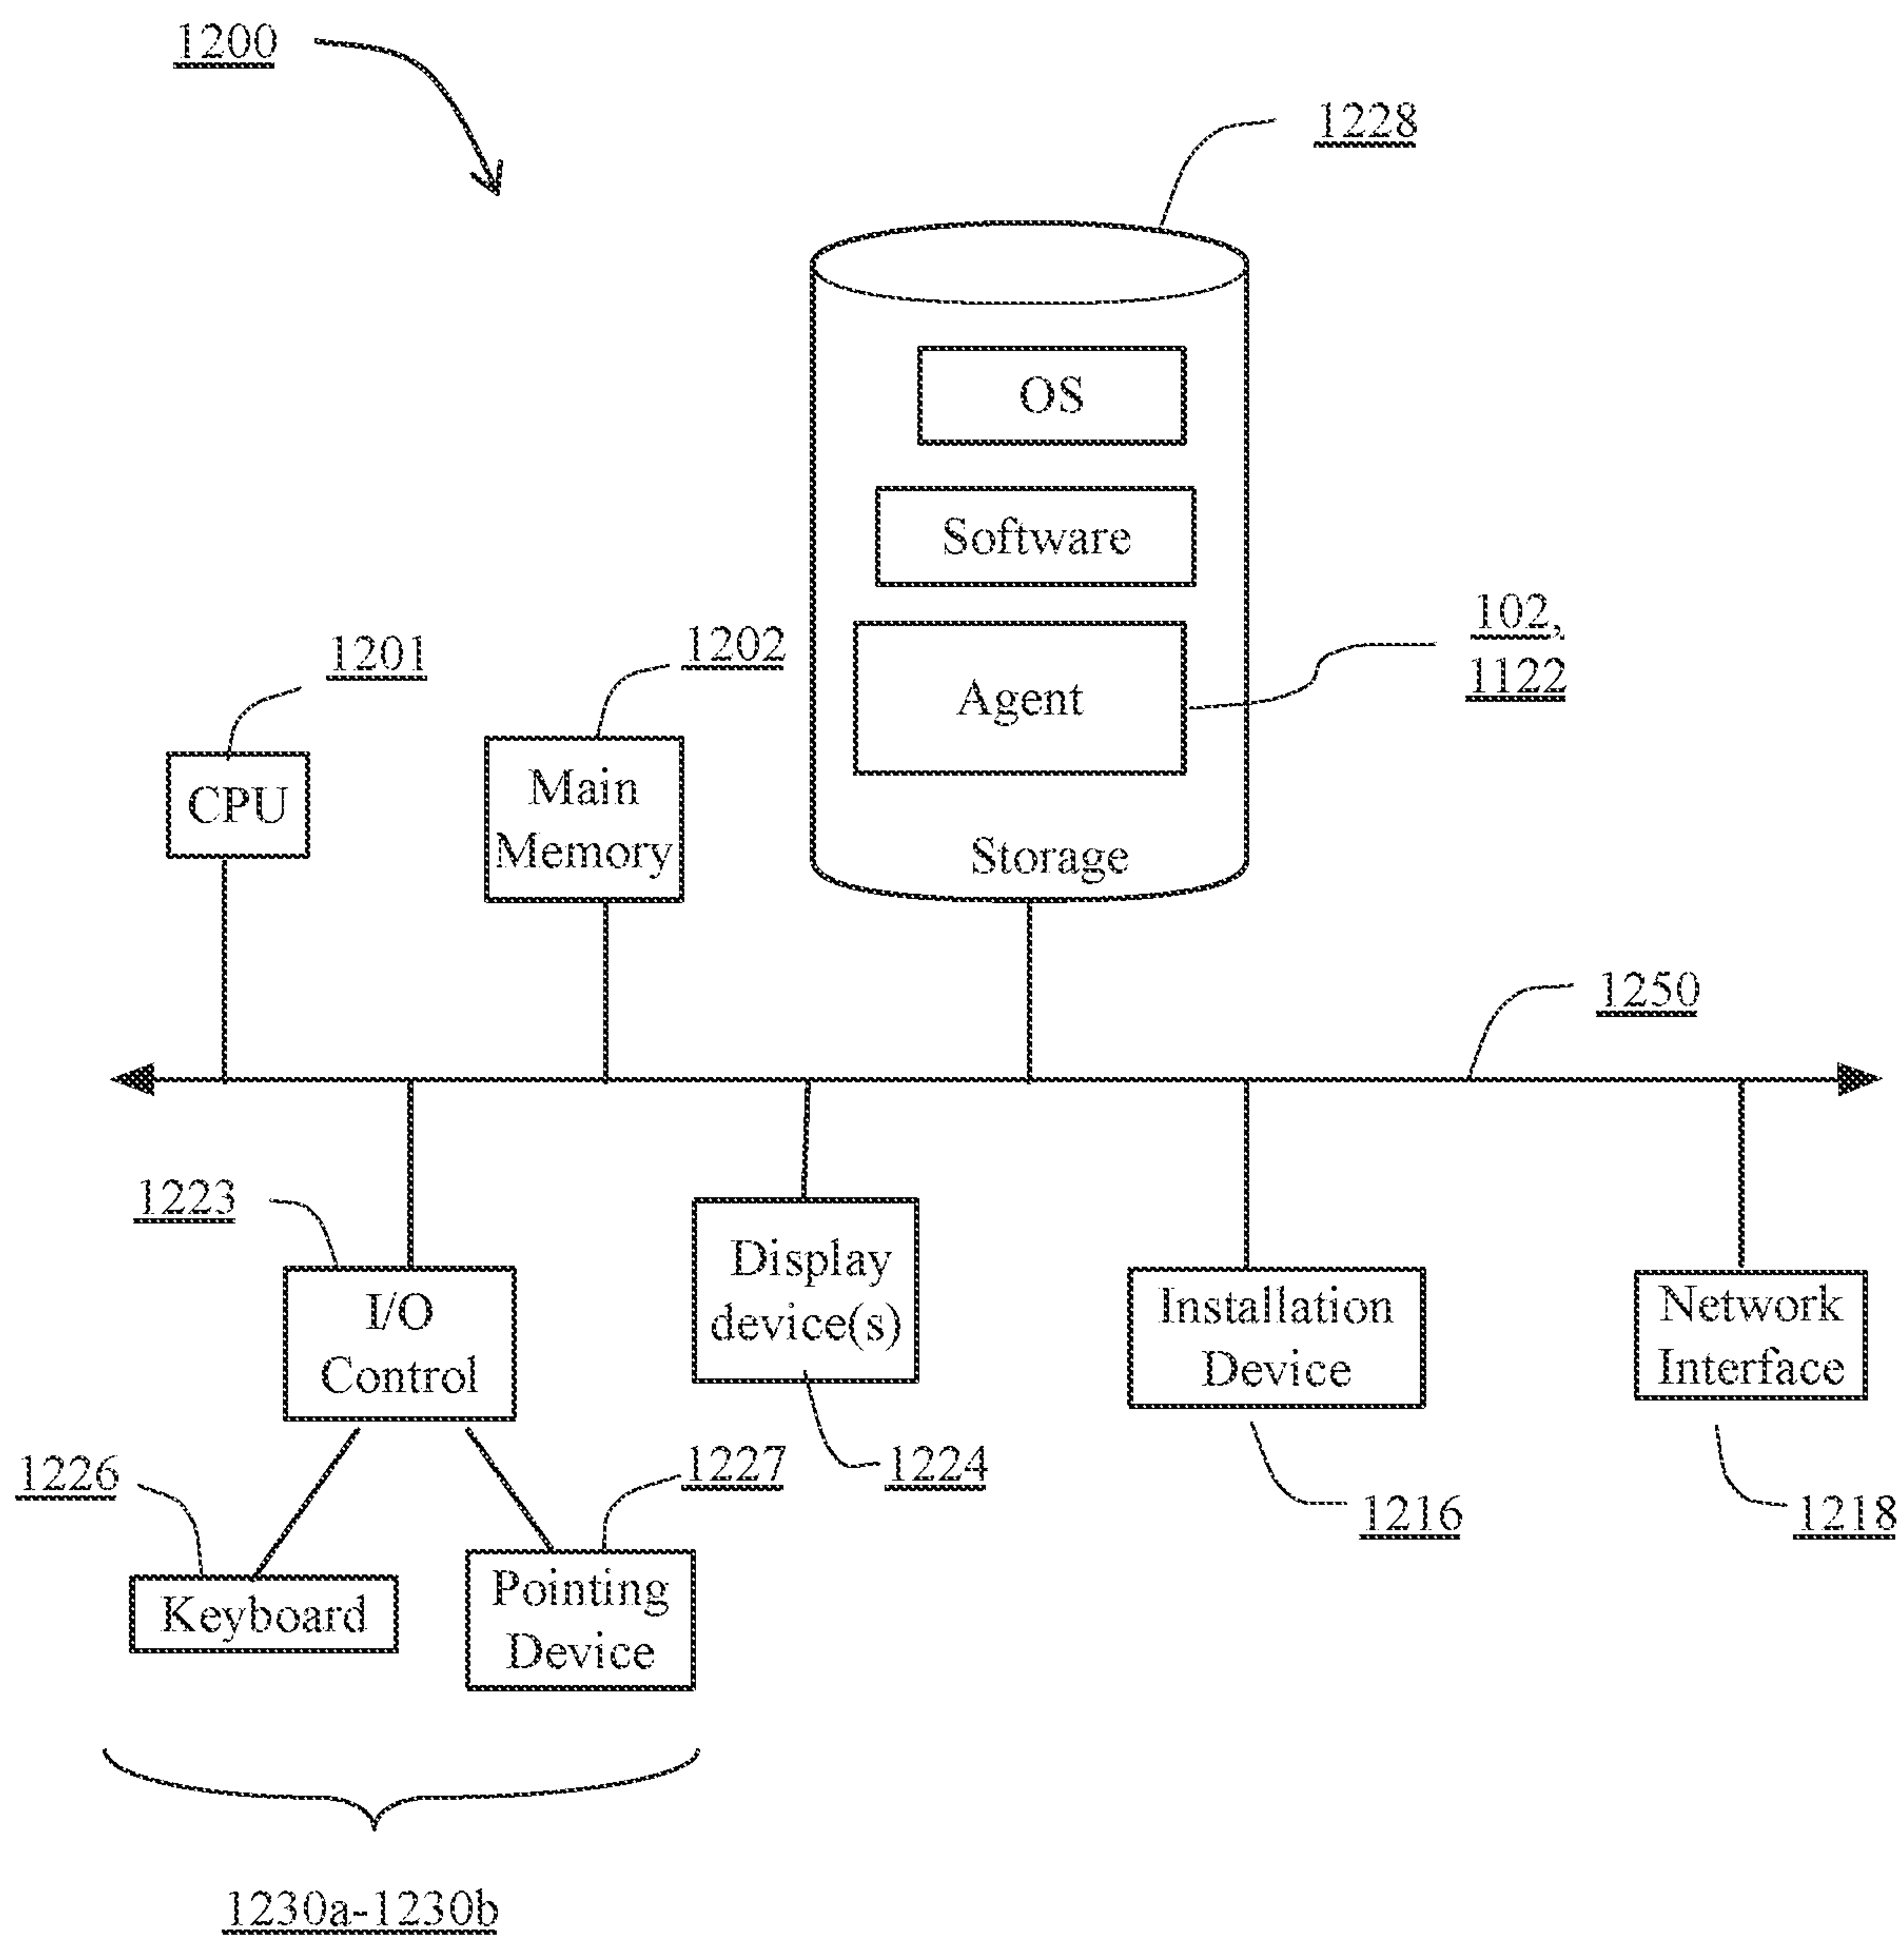 1200
1228
OS
Software
102,
1122
Agent
1201
1202
CPU
Main
Memory
Storage
1250
1223
Display
device(s)
I/O
Control
Installation
Device
Network
Interface
1226
1227
1224
1216
1218
Keyboard
Pointing
Device
1230a-1230b